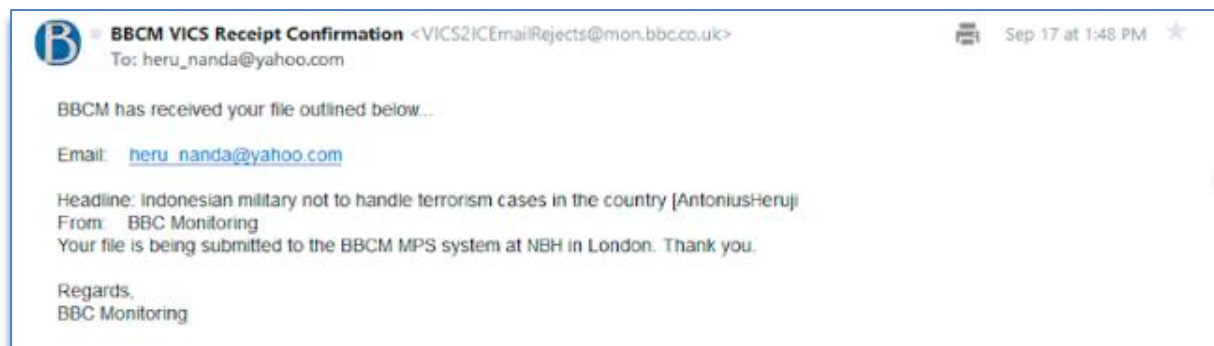 B
BBCM VICS Receipt Confirmation <VICS2ICEmailRejects@mon.bbc.co.uk>
Sep 17 at 1:48 PM
To: heru_nanda@yahoo.com
BBCM has received your file outlined below...
Email: heru_nanda@yahoo.com
Headline: Indonesian military not to handle terrorism cases in the country [AntoniusHeruji
From: BBC Monitoring
Your file is being submitted to the BBCM MPS system at NBH in London. Thank you.
Regards,
BBC Monitoring